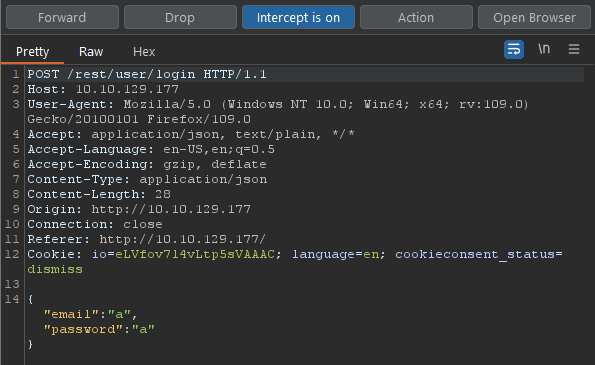 Forward Drop Intercept is on Action Open Browser
Pretty Raw Hex \n
1 POST /rest/user/login HTTP/1.1
2 Host: 10.10.129.177
3 User-Agent: Mozilla/5.0 (Windows NT 10.0; Win64; x64; rv:109.0)
Gecko/20100101 Firefox/109.0
4 Accept: application/json, text/plain, */*
5 Accept-Language: en-US,en;q=0.5
6 Accept-Encoding: gzip, deflate
7 Content-Type: application/json
8 Content-Length: 28
9 Origin: http://10.10.129.177
10 Connection: close
11 Referer: http://10.10.129.177/
12 Cookie: io=eLVfov7l4vLtp5sVAAAC; language=en; cookieconsent_status=
dismiss
13
14 {
"email":"a",
"password":"a"
}